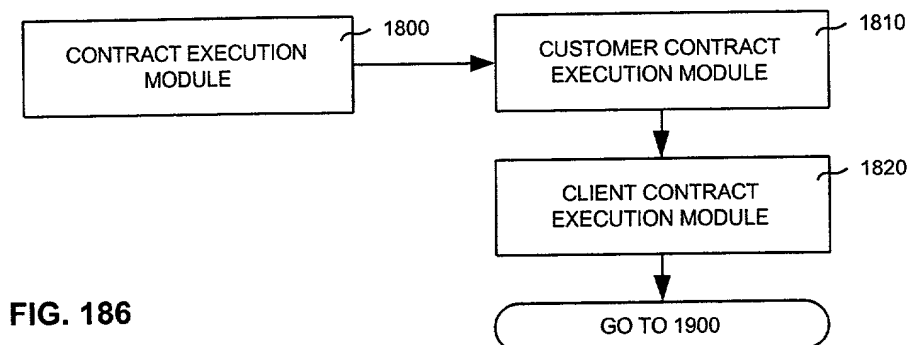 CONTRACT EXECUTION
MODULE
1800
CUSTOMER CONTRACT
EXECUTION MODULE
1810
CLIENT CONTRACT
EXECUTION MODULE
1820
GO TO 1900
FIG. 186